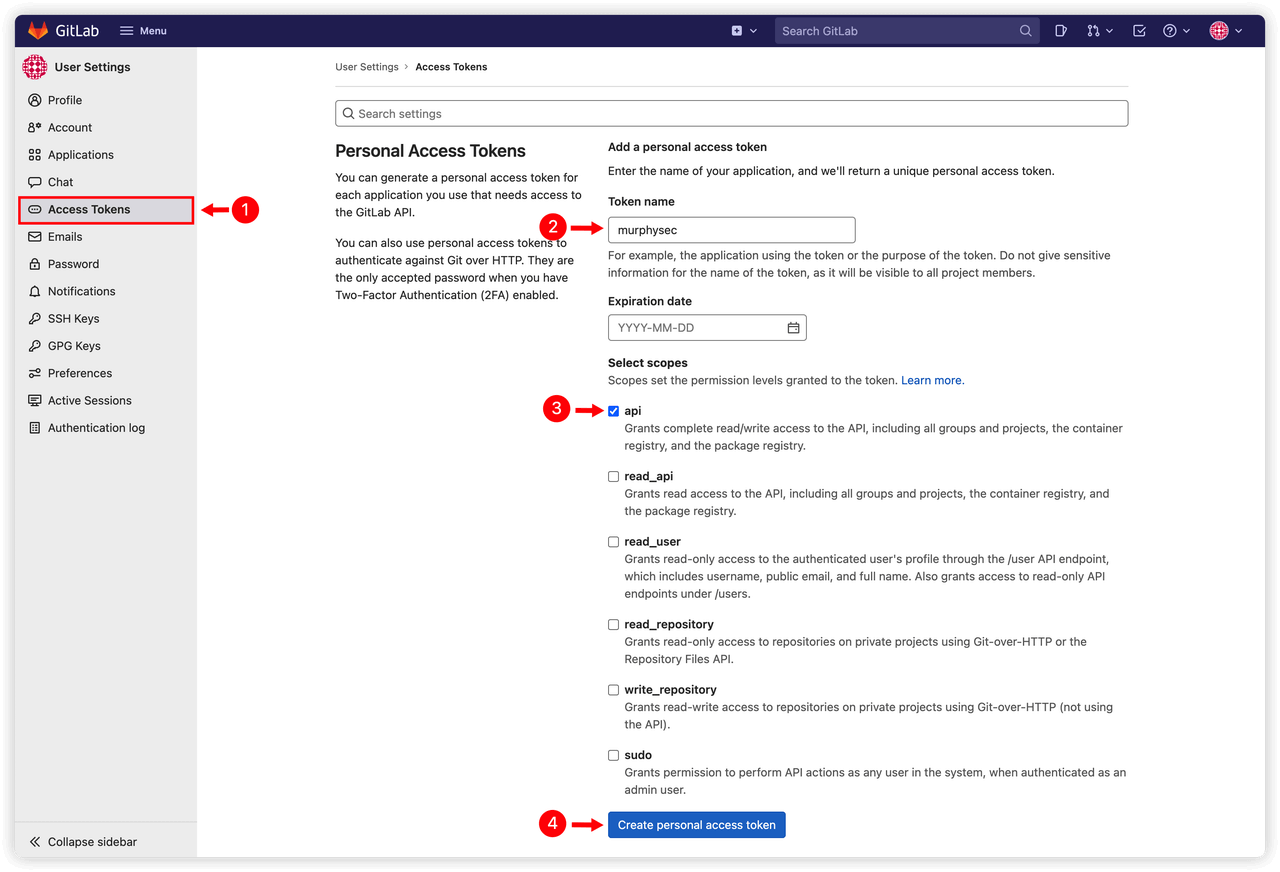 GitLab
Menu
Search GitLab
User Settings
Profile
Account
Applications
Chat
Access Tokens
1
Emails
Password
Notifications
SSH Keys
GPG Keys
Preferences
Active Sessions
Authentication log
Collapse sidebar
User Settings › Access Tokens
Search settings
Personal Access Tokens
You can generate a personal access token for
each application you use that needs access to
the GitLab API.
You can also use personal access tokens to
authenticate against Git over HTTP. They are
the only accepted password when you have
Two-Factor Authentication (2FA) enabled.
Add a personal access token
Enter the name of your application, and we'll return a unique personal access token.
Token name
2
murphysec
For example, the application using the token or the purpose of the token. Do not give sensitive
information for the name of the token, as it will be visible to all project members.
Expiration date
YYYY-MM-DD
Select scopes
Scopes set the permission levels granted to the token. Learn more.
3
api
Grants complete read/write access to the API, including all groups and projects, the container
registry, and the package registry.
read_api
Grants read access to the API, including all groups and projects, the container registry, and
the package registry.
read_user
Grants read-only access to the authenticated user's profile through the /user API endpoint,
which includes username, public email, and full name. Also grants access to read-only API
endpoints under /users.
read_repository
Grants read-only access to repositories on private projects using Git-over-HTTP or the
Repository Files API.
write_repository
Grants read-write access to repositories on private projects using Git-over-HTTP (not using
the API).
sudo
Grants permission to perform API actions as any user in the system, when authenticated as an
admin user.
4
Create personal access token